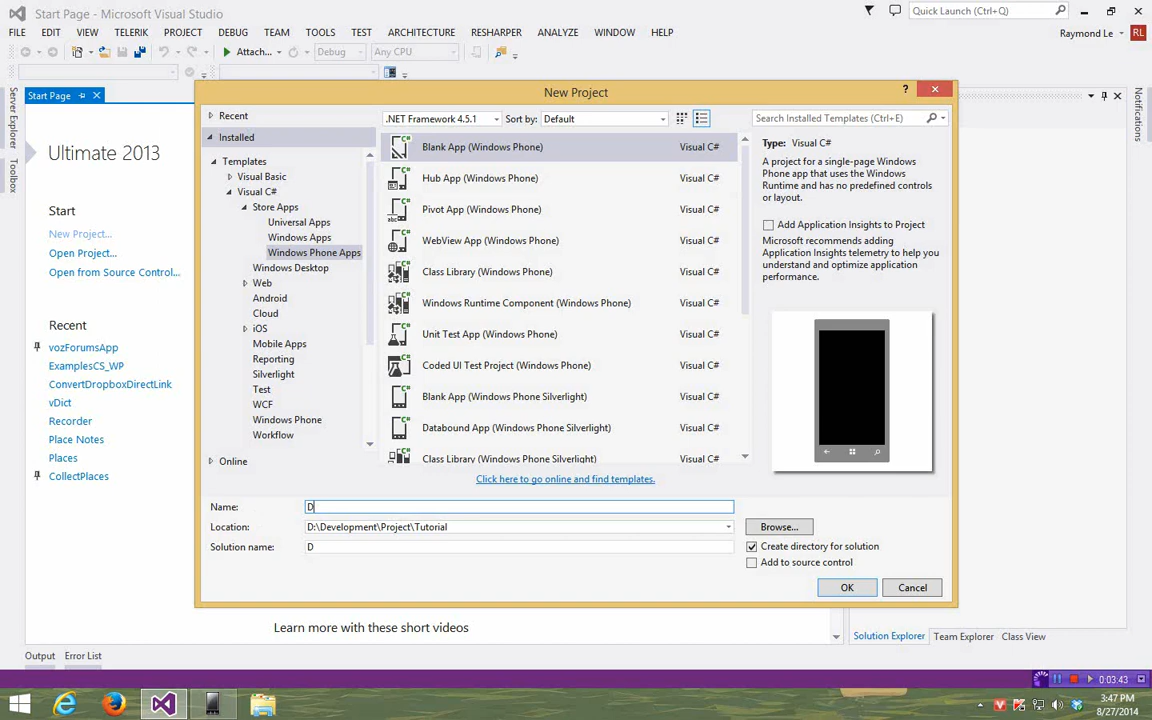 Start Page - Microsoft Visual Studio
Quick Launch (Ctrl+Q)
FILE EDIT VIEW TELERIK PROJECT DEBUG TEAM TOOLS TEST ARCHITECTURE RESHARPER ANALYZE WINDOW HELP
Raymond Le RL
Attach... Debug Any CPU
Server Explorer
Toolbox
Notifications
Start Page
Ultimate 2013
Start
New Project...
Open Project...
Open from Source Control...
Recent
vozForumsApp
ExamplesCS_WP
ConvertDropboxDirectLink
vDict
Recorder
Place Notes
Places
CollectPlaces
New Project
?
Recent
Installed
Templates
Visual Basic
Visual C#
Store Apps
Universal Apps
Windows Apps
Windows Phone Apps
Windows Desktop
Web
Android
Cloud
iOS
Mobile Apps
Reporting
Silverlight
Test
WCF
Windows Phone
Workflow
Online
.NET Framework 4.5.1 Sort by: Default
Search Installed Templates (Ctrl+E)
Blank App (Windows Phone) Visual C#
Hub App (Windows Phone) Visual C#
Pivot App (Windows Phone) Visual C#
WebView App (Windows Phone) Visual C#
Class Library (Windows Phone) Visual C#
Windows Runtime Component (Windows Phone) Visual C#
Unit Test App (Windows Phone) Visual C#
Coded UI Test Project (Windows Phone) Visual C#
Blank App (Windows Phone Silverlight) Visual C#
Databound App (Windows Phone Silverlight) Visual C#
Class Library (Windows Phone Silverlight) Visual C#
Click here to go online and find templates.
Type: Visual C#
A project for a single-page Windows
Phone app that uses the Windows
Runtime and has no predefined controls
or layout.
Add Application Insights to Project
Microsoft recommends adding
Application Insights telemetry to help you
understand and optimize application
performance.
Name: D
Location: D:\Development\Project\Tutorial
Browse...
Solution name: D
Create directory for solution
Add to source control
OK Cancel
Learn more with these short videos
Solution Explorer Team Explorer Class View
Output Error List
0:03:43
3:47 PM
8/27/2014